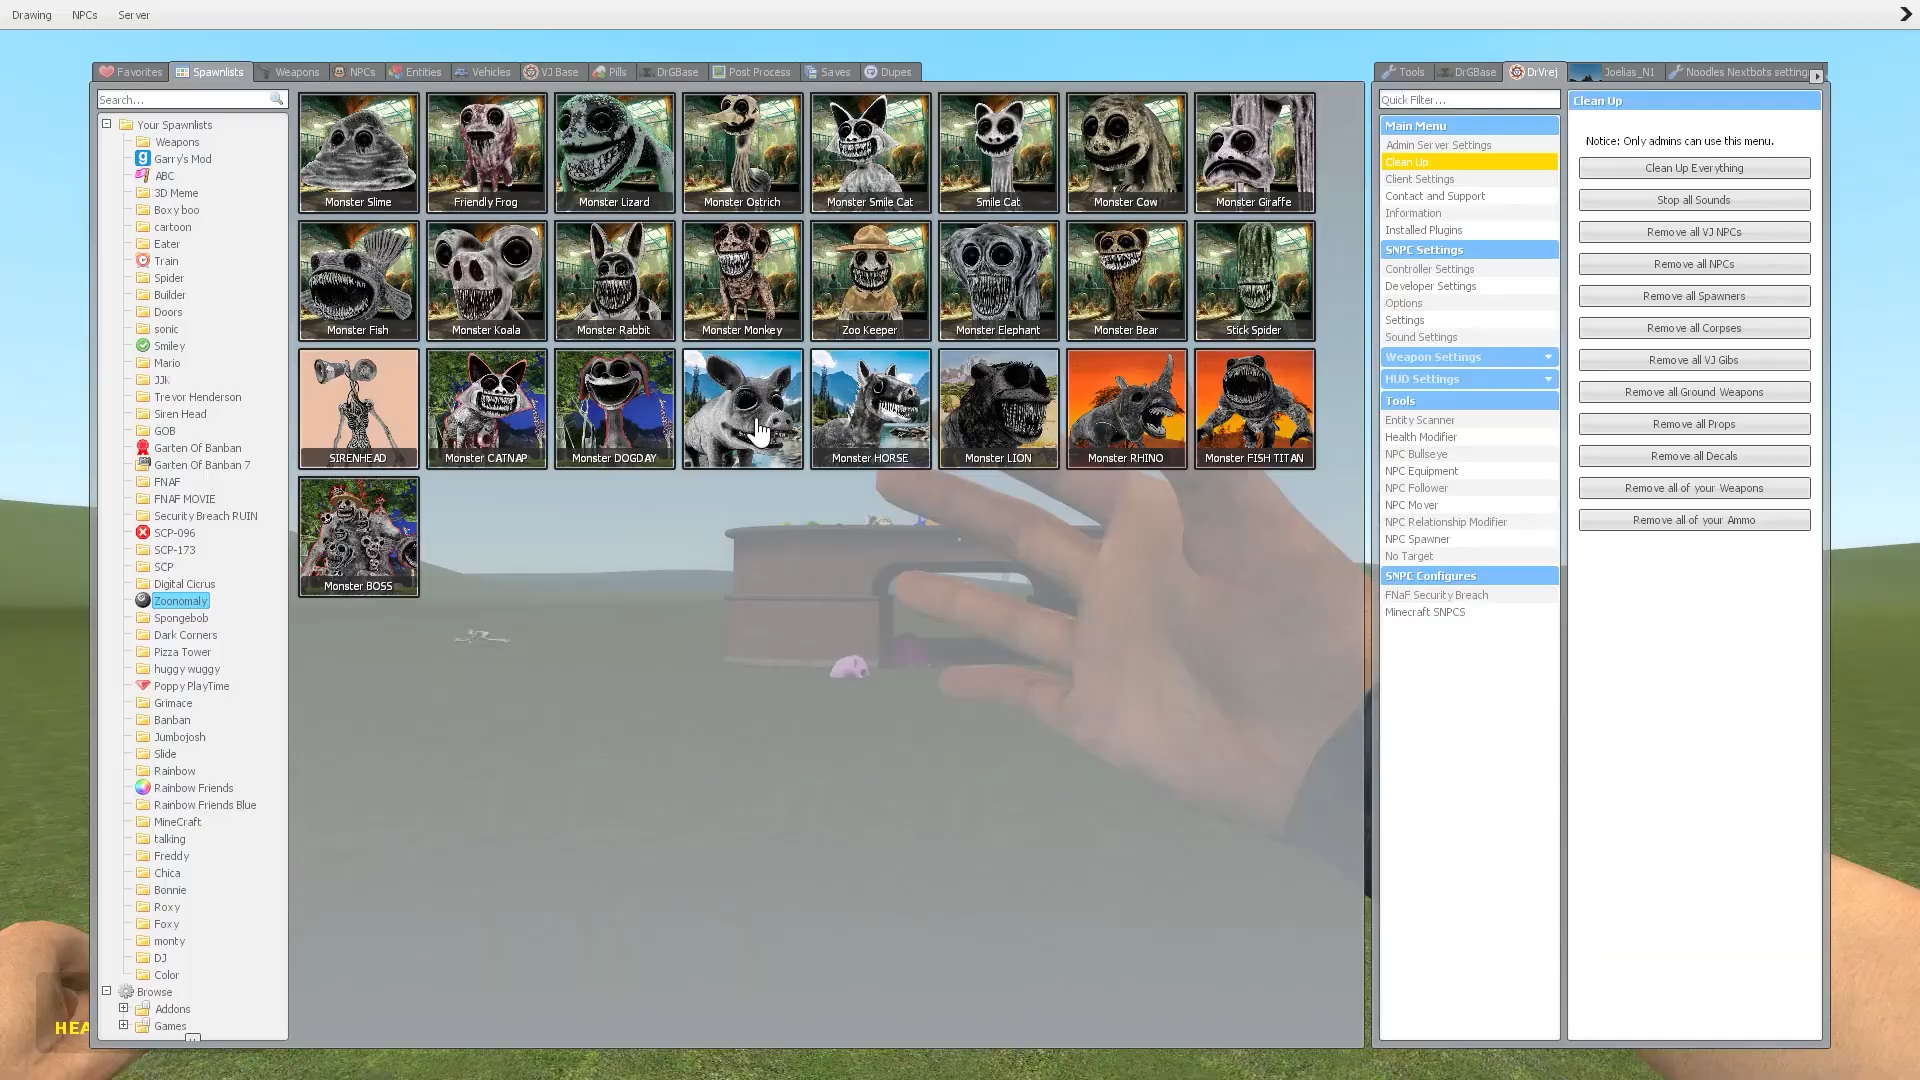 Drawing NPCs Server
Favorites Spawnlists Weapons NPCs Entities Vehicles VJ Base Pills DrGBase Post Process Saves Dupes
Search...
Your Spawnlists
Weapons
Garry's Mod
ABC
3D Meme
Boxy boo
cartoon
Eater
Train
Spider
Builder
Doors
sonic
Smiley
Mario
JJK
Trevor Henderson
Siren Head
GOB
Garten Of Banban
Garten Of Banban 7
FNAF
FNAF MOVIE
Security Breach RUIN
SCP-096
SCP-173
SCP
Digital Cicrus
Zoonomaly
Spongebob
Dark Corners
Pizza Tower
huggy wuggy
Poppy PlayTime
Grimace
Banban
Jumbojosh
Slide
Rainbow
Rainbow Friends
Rainbow Friends Blue
MineCraft
talking
Freddy
Chica
Bonnie
Roxy
Foxy
monty
DJ
Color
Browse
Addons
Games
HEA
Monster Slime Friendly Frog Monster Lizard Monster Ostrich Monster Smile Cat Smile Cat Monster Cow Monster Giraffe
Monster Fish Monster Koala Monster Rabbit Monster Monkey Zoo Keeper Monster Elephant Monster Bear Stick Spider
SIRENHEAD Monster CATNAP Monster DOGDAY Monster HORSE Monster LION Monster RHINO Monster FISH TITAN
Monster BOSS
Tools DrGBase DrVrej Joelias_N1 Noodles Nextbots setting
Quick Filter...
Main Menu
Admin Server Settings
Clean Up
Client Settings
Contact and Support
Information
Installed Plugins
SNPC Settings
Controller Settings
Developer Settings
Options
Settings
Sound Settings
Weapon Settings
HUD Settings
Tools
Entity Scanner
Health Modifier
NPC Bullseye
NPC Equipment
NPC Follower
NPC Mover
NPC Relationship Modifier
NPC Spawner
No Target
SNPC Configures
FNaF Security Breach
Minecraft SNPCS
Clean Up
Notice: Only admins can use this menu.
Clean Up Everything
Stop all Sounds
Remove all VJ NPCs
Remove all NPCs
Remove all Spawners
Remove all Corpses
Remove all VJ Gibs
Remove all Ground Weapons
Remove all Props
Remove all Decals
Remove all of your Weapons
Remove all of your Ammo